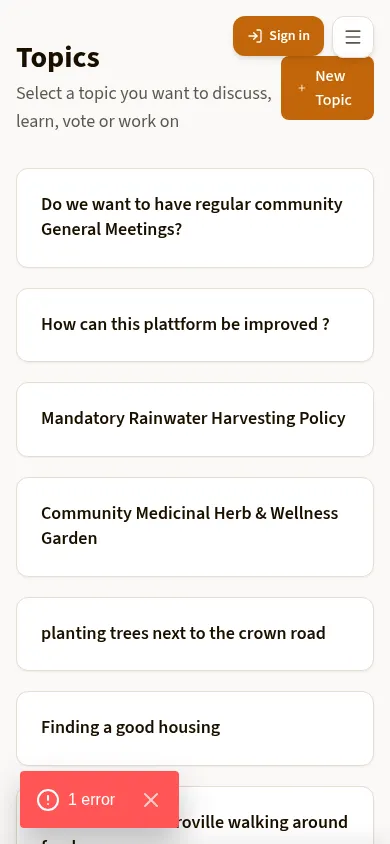 Sign in
Topics
New
Topic
Select a topic you want to discuss,
learn, vote or work on
Do we want to have regular community
General Meetings?
How can this plattform be improved ?
Mandatory Rainwater Harvesting Policy
Community Medicinal Herb & Wellness
Garden
planting trees next to the crown road
Finding a good housing
roville walking around
1 error